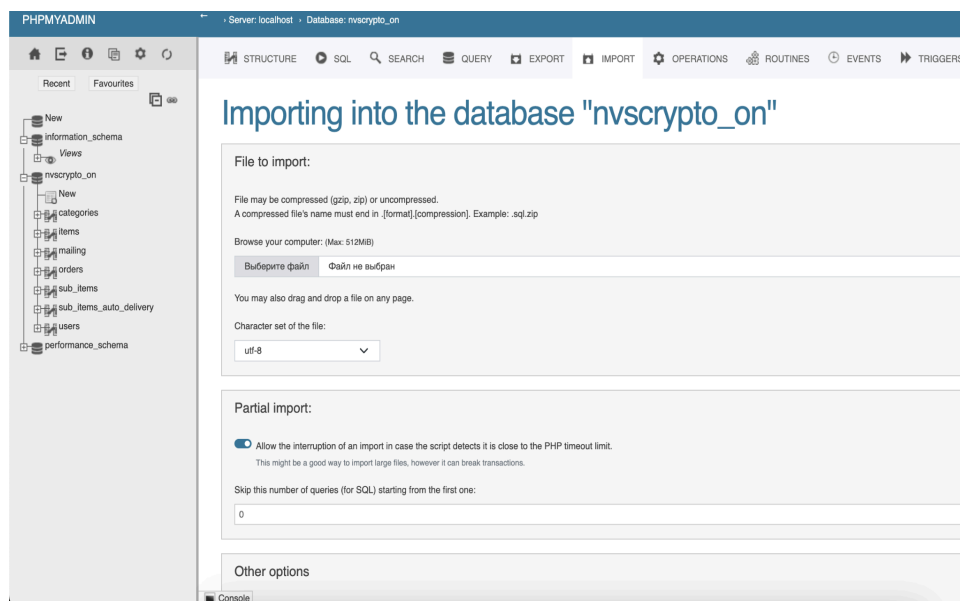 PHPMYADMIN
← › Server: localhost › Database: nvscrypto_on
STRUCTURE SQL SEARCH QUERY EXPORT IMPORT OPERATIONS ROUTINES EVENTS TRIGGERS
Recent Favourites
New
information_schema
Views
nvscrypto_on
New
categories
items
mailing
orders
sub_items
sub_items_auto_delivery
users
performance_schema
Importing into the database "nvscrypto_on"
File to import:
File may be compressed (gzip, zip) or uncompressed.
A compressed file's name must end in .[format].[compression]. Example: .sql.zip
Browse your computer: (Max: 512MiB)
Выберите файл Файл не выбран
You may also drag and drop a file on any page.
Character set of the file:
utf-8
Partial import:
Allow the interruption of an import in case the script detects it is close to the PHP timeout limit.
This might be a good way to import large files, however it can break transactions.
Skip this number of queries (for SQL) starting from the first one:
0
Other options
Console